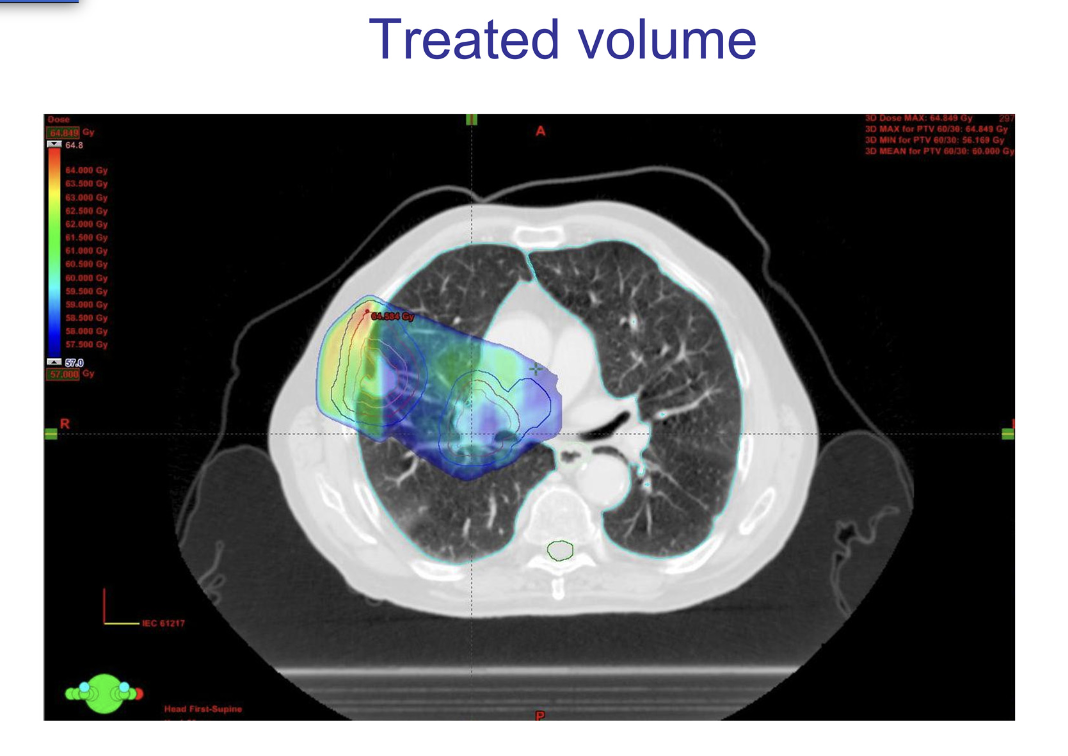 Treated volume
Dose
64.849 Gy
64.8
64.000 Gy
63.500 Gy
63.000 Gy
62.500 Gy
62.000 Gy
61.500 Gy
61.000 Gy
60.500 Gy
60.000 Gy
59.500 Gy
59.000 Gy
58.500 Gy
58.000 Gy
57.500 Gy
57.0
57.000 Gy
A
3D Dose MAX: 64.849 Gy
3D MAX for PTV 60/30: 64.849 Gy
3D MIN for PTV 60/30: 56.169 Gy
3D MEAN for PTV 60/30: 60.000 Gy
297
64.584 Gy
R
IEC 61217
Head First-Supine
P